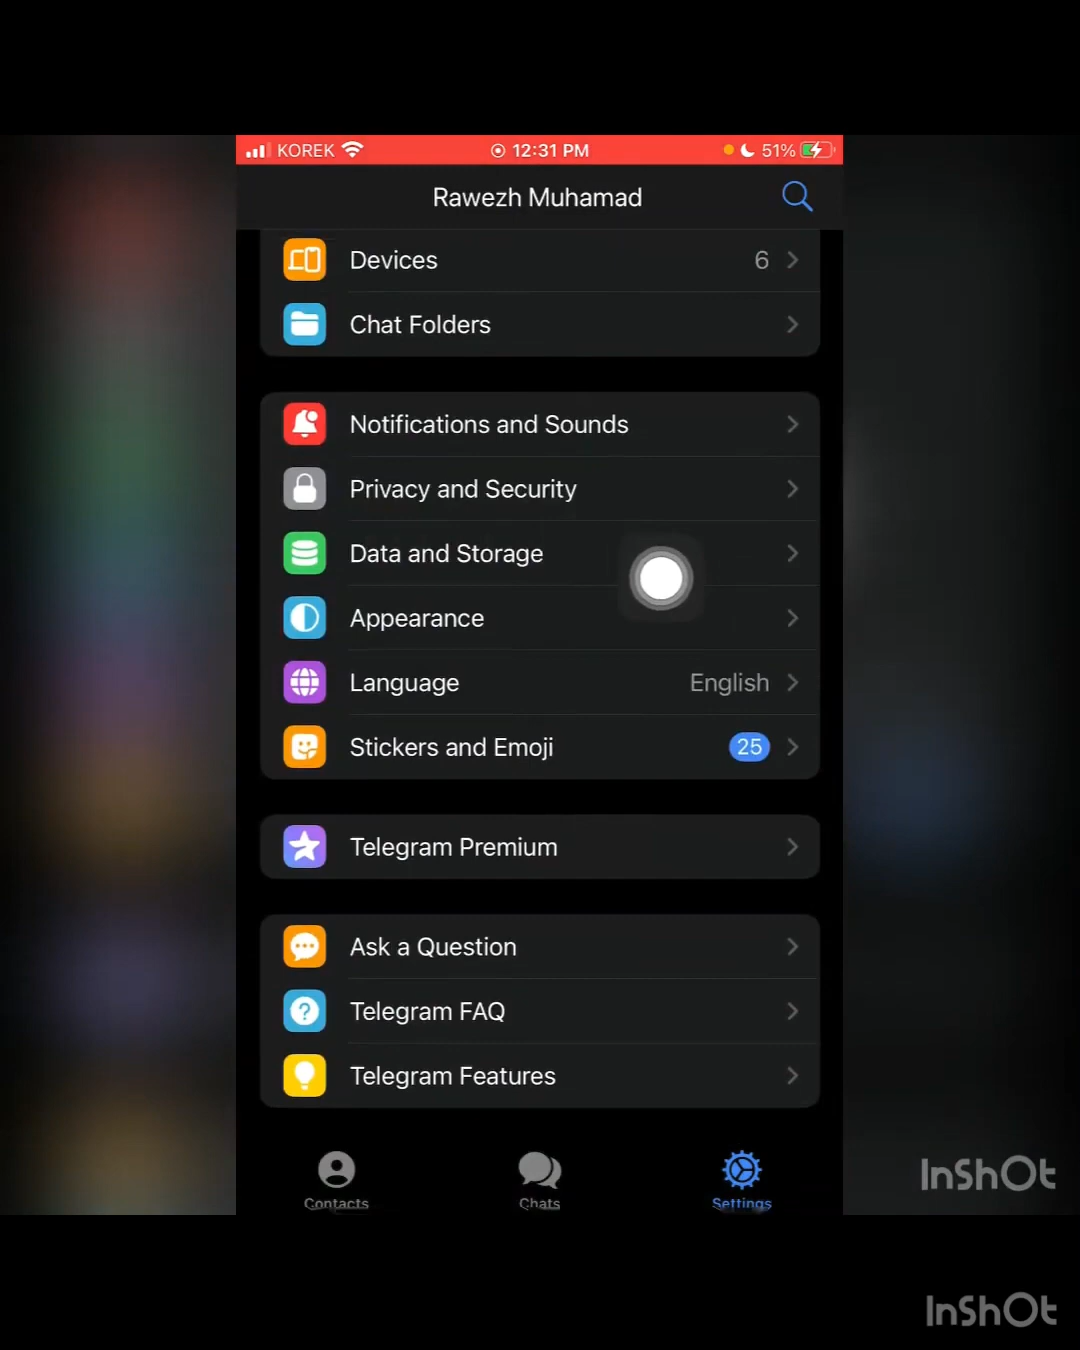 KOREK 12:31 PM 51%
Rawezh Muhamad
Devices 6
Chat Folders
Notifications and Sounds
Privacy and Security
Data and Storage
Appearance
Language English
Stickers and Emoji 25
Telegram Premium
Ask a Question
Telegram FAQ
Telegram Features
Contacts Chats Settings
InShOt
InShOt